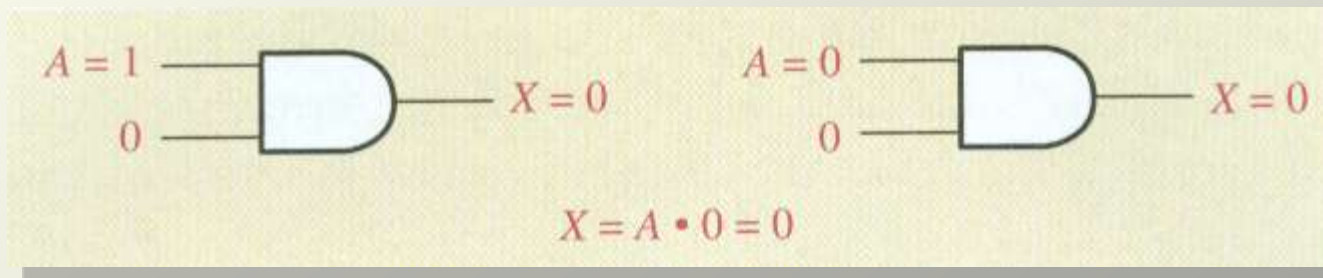 A = 1
0
X = 0
A = 0
0
X = 0
X = A • 0 = 0